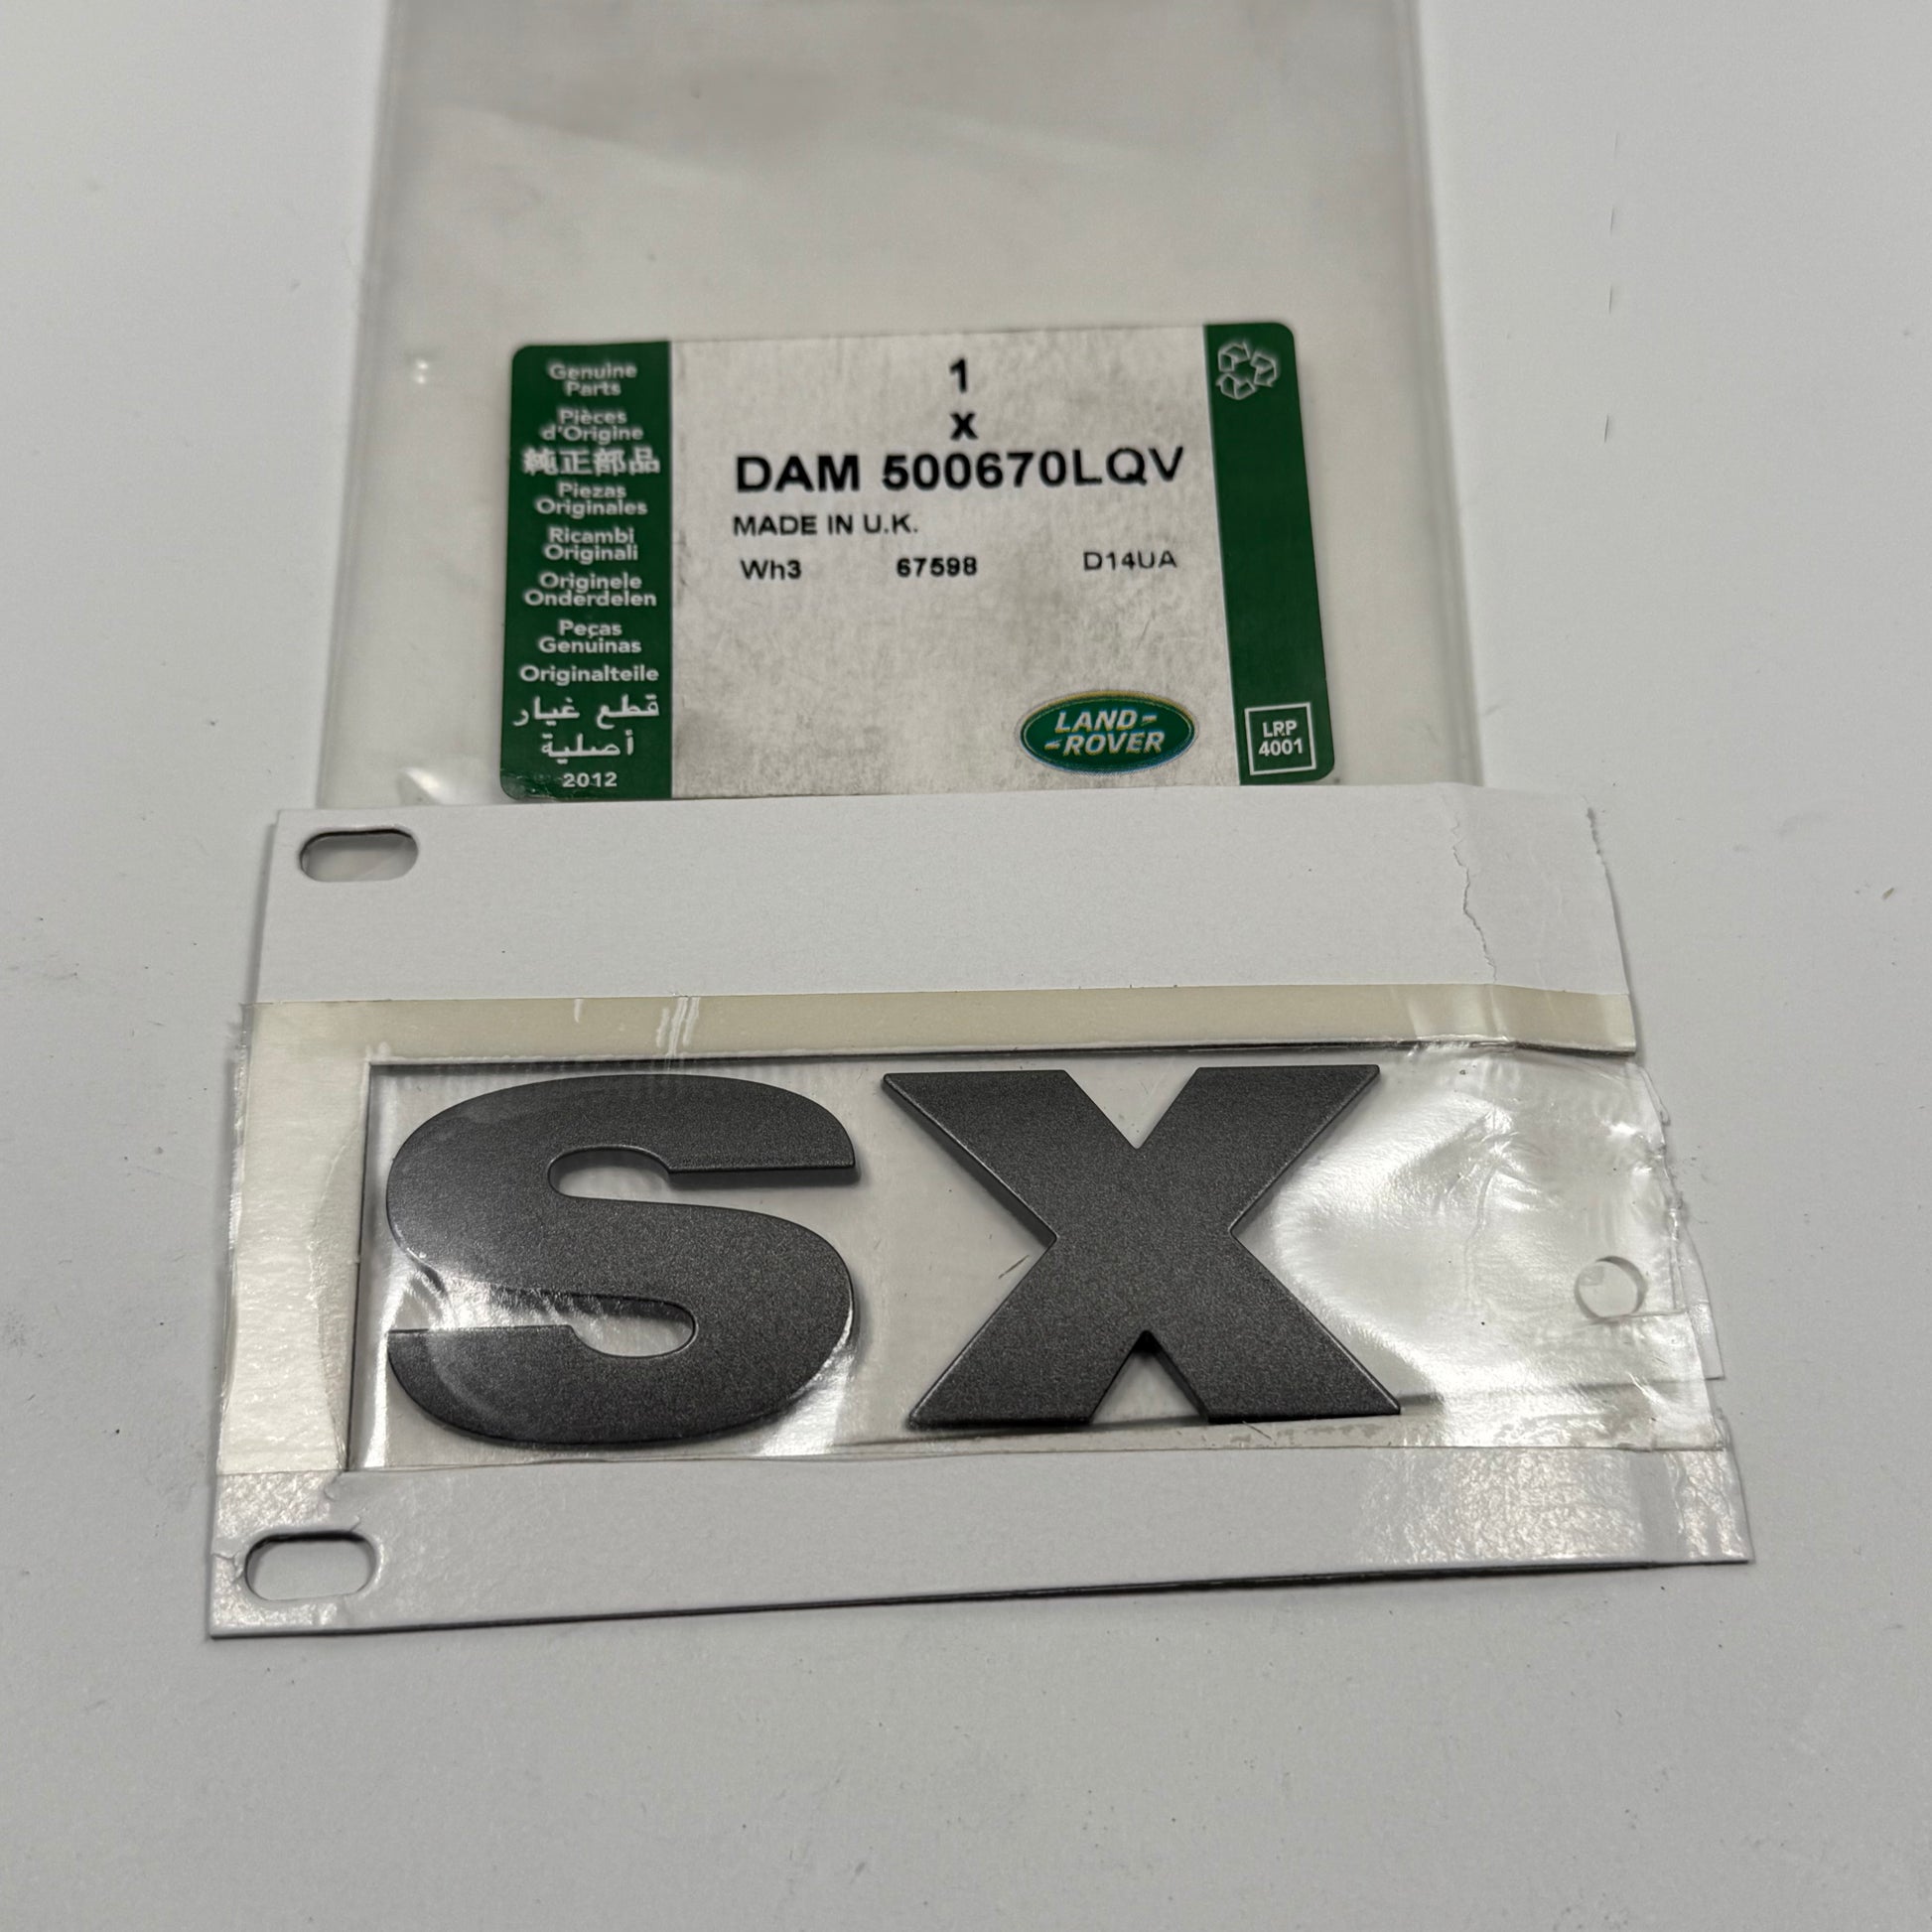 Genuine
Parts
Pièces
d'Origine
純正部品
Piezas
Originales
Ricambi
Originali
Originele
Onderdelen
Peças
Genuinas
Originalteile
قطع غيار
أصلية
2012
1
x
DAM 500670LQV
MADE IN U.K.
Wh3 67598 D14UA
LAND-
-ROVER
LRP
4001
SX